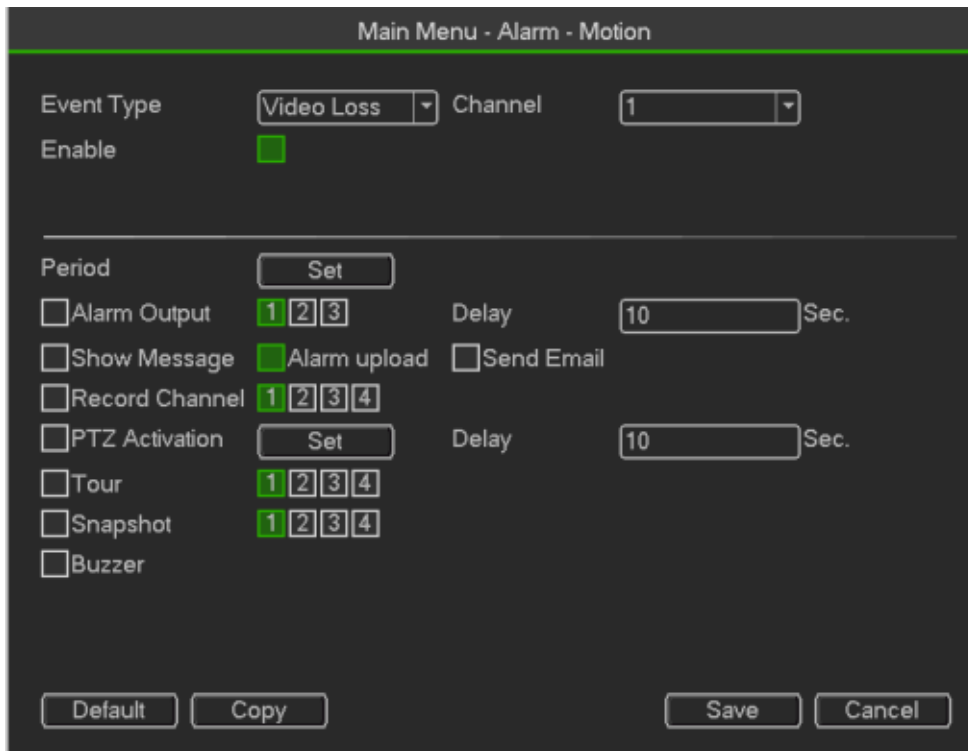 Main Menu - Alarm - Motion
Event Type Video Loss Channel 1
Enable
Period Set
Alarm Output 1 2 3 Delay 10 Sec.
Show Message Alarm upload Send Email
Record Channel 1 2 3 4
PTZ Activation Set Delay 10 Sec.
Tour 1 2 3 4
Snapshot 1 2 3 4
Buzzer
Default Copy Save Cancel